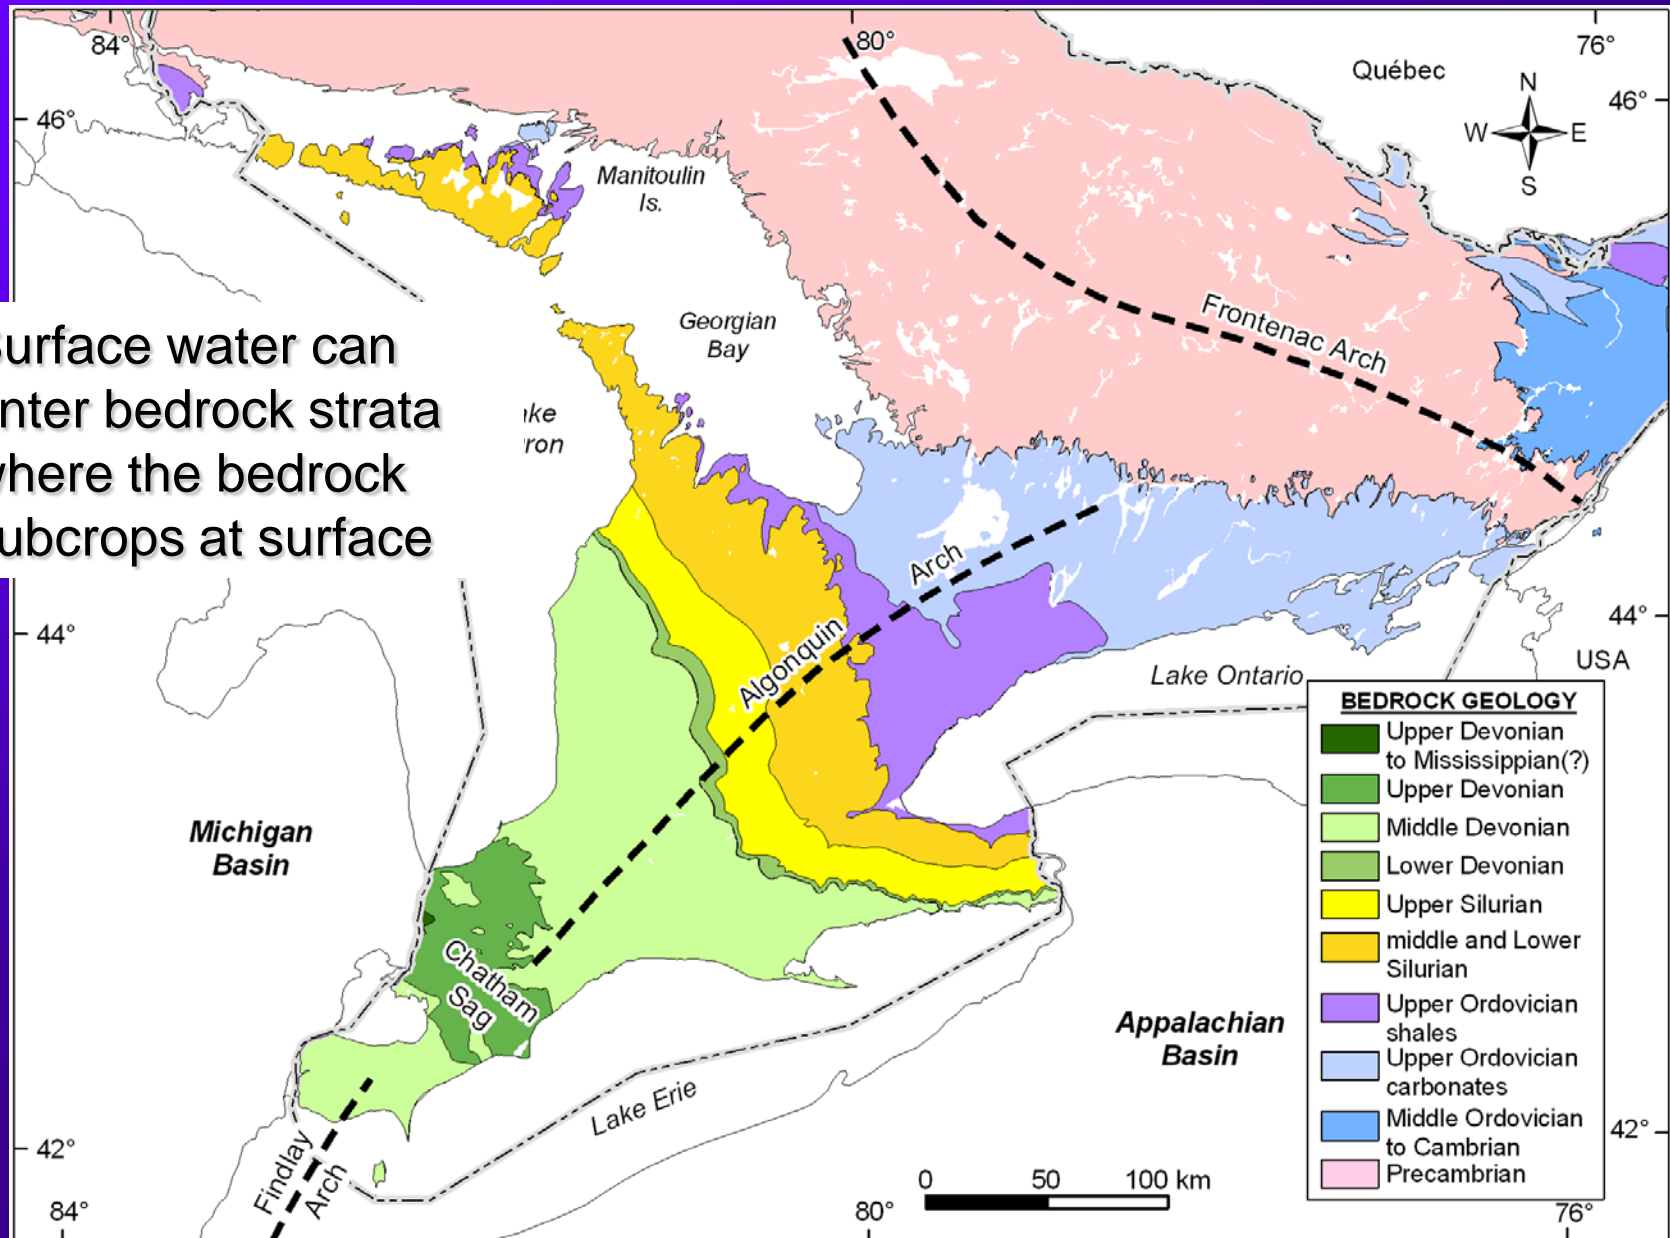 84°
80°
76°
Québec
N
W E
S
46°
46°
Manitoulin
Is.
Georgian
Bay
Frontenac Arch
urface water can
nter bedrock strata
here the bedrock
ubcrops at surface
ke
ron
Algonquin Arch
44°
44°
USA
Lake Ontario
Michigan
Basin
Chatham
Sag
Appalachian
Basin
Lake Erie
Findlay
Arch
BEDROCK GEOLOGY
Upper Devonian
to Mississippian(?)
Upper Devonian
Middle Devonian
Lower Devonian
Upper Silurian
middle and Lower
Silurian
Upper Ordovician
shales
Upper Ordovician
carbonates
Middle Ordovician
to Cambrian
Precambrian
42°
42°
0 50 100 km
84°
80°
76°